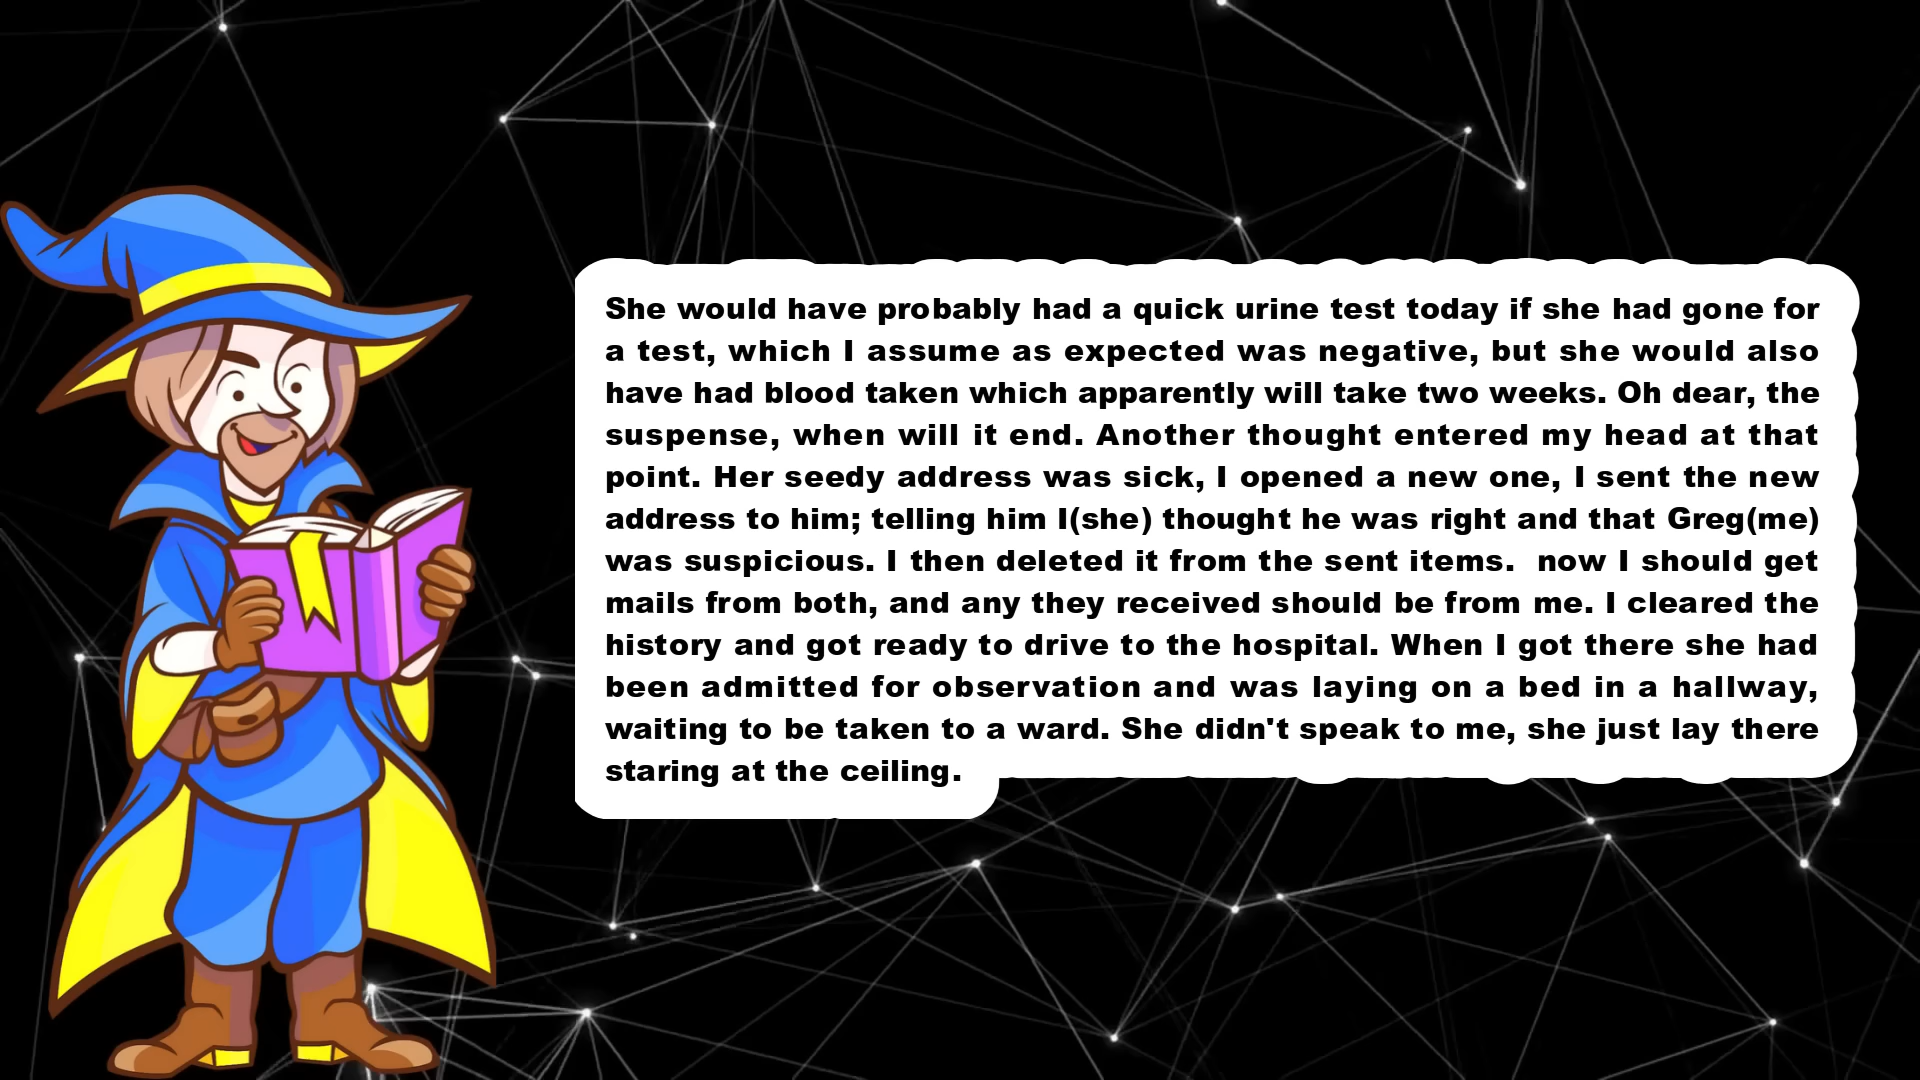 She would have probably had a quick urine test today if she had gone for
a test, which I assume as expected was negative, but she would also
have had blood taken which apparently will take two weeks. Oh dear, the
suspense, when will it end. Another thought entered my head at that
point. Her seedy address was sick, I opened a new one, I sent the new
address to him; telling him I(she) thought he was right and that Greg(me)
was suspicious. I then deleted it from the sent items.  now I should get
mails from both, and any they received should be from me. I cleared the
history and got ready to drive to the hospital. When I got there she had
been admitted for observation and was laying on a bed in a hallway,
waiting to be taken to a ward. She didn't speak to me, she just lay there
staring at the ceiling.